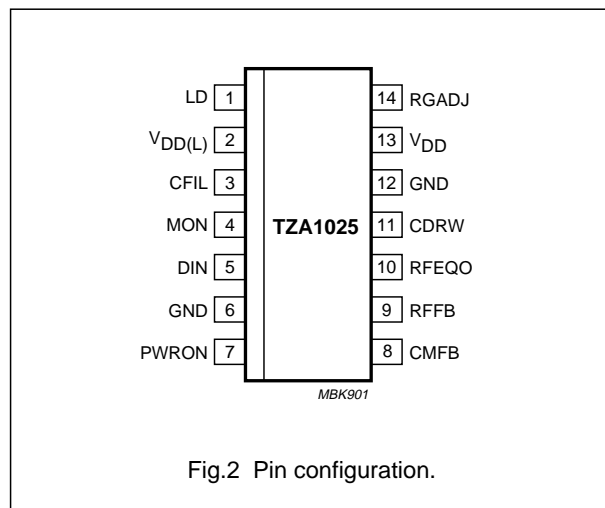 LD 1 14 RGADJ
VDD(L) 2 13 VDD
CFIL 3 12 GND
MON 4 TZA1025 11 CDRW
DIN 5 10 RFEQO
GND 6 9 RFFB
PWRON 7 8 CMFB
MBK901
Fig.2 Pin configuration.